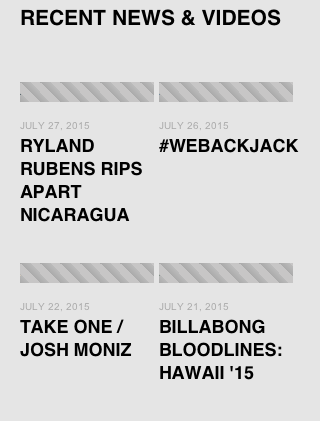 RECENT NEWS & VIDEOS
JULY 27, 2015
RYLAND
RUBENS RIPS
APART
NICARAGUA
JULY 26, 2015
#WEBACKJACK
JULY 22, 2015
TAKE ONE /
JOSH MONIZ
JULY 21, 2015
BILLABONG
BLOODLINES:
HAWAII '15